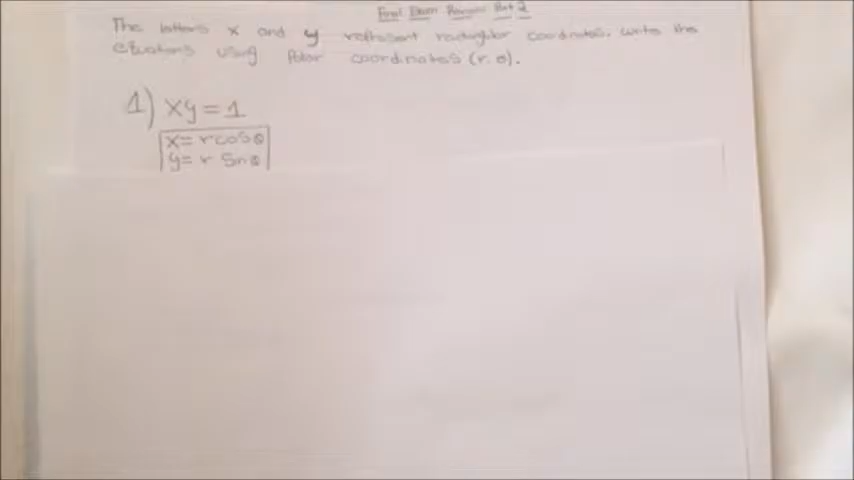 Final Exam Review Part 2
The letters x and y represent rectangular coordinates. Write the
equations using Polar coordinates (r, θ).
1) xy = 1
x = r cos θ
y = r sin θ